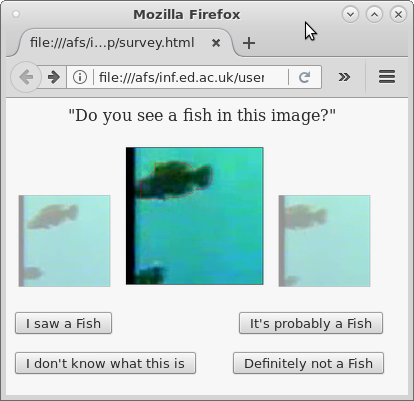 Mozilla Firefox
file:///afs/i...p/survey.html
file:///afs/inf.ed.ac.uk/user
"Do you see a fish in this image?"
I saw a Fish
It's probably a Fish
I don't know what this is
Definitely not a Fish